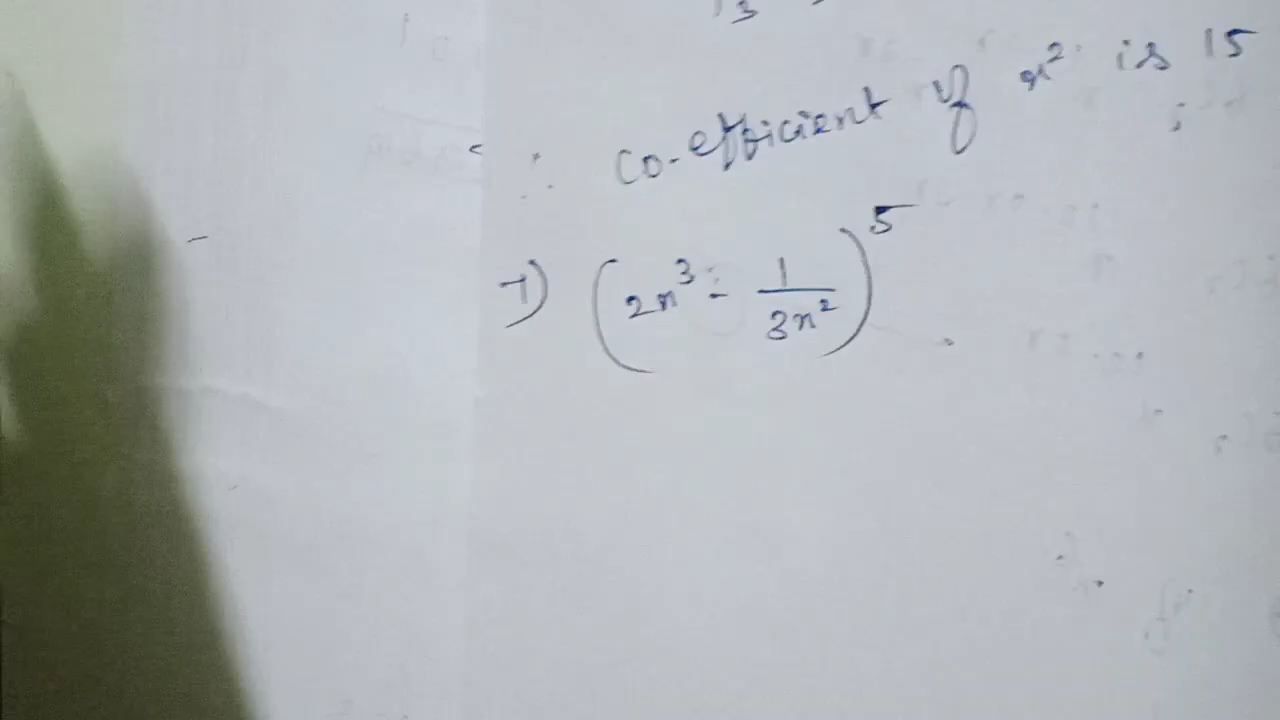 ∴ Co-efficient of x² is 15 ;
7) (2x³ - 1/3x²)⁵